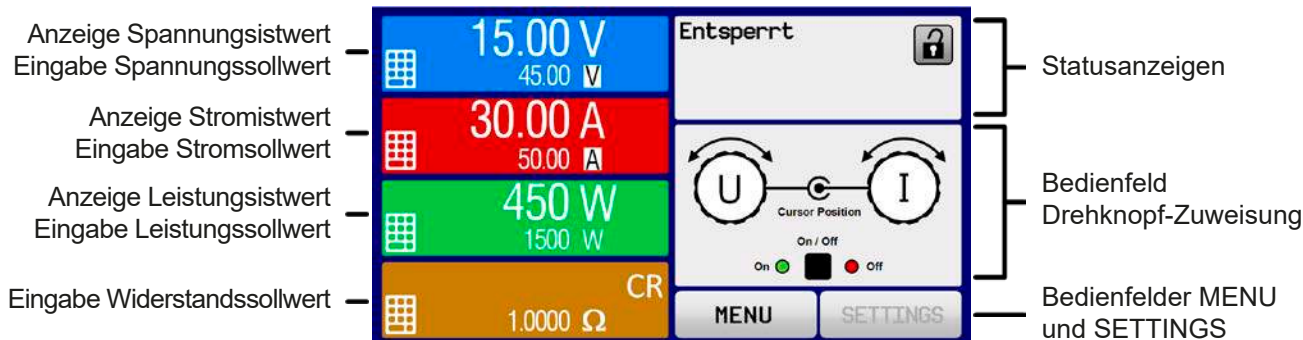 Anzeige Spannungsistwert
Eingabe Spannungssollwert
Anzeige Stromistwert
Eingabe Stromsollwert
Anzeige Leistungsistwert
Eingabe Leistungssollwert
Eingabe Widerstandssollwert
15.00 V
45.00 V
30.00 A
50.00 A
450 W
1500 W
CR
1.0000 Ω
Entsperrt
U
I
Cursor Position
On / Off
On
Off
MENU
SETTINGS
Statusanzeigen
Bedienfeld
Drehknopf-Zuweisung
Bedienfelder MENU
und SETTINGS